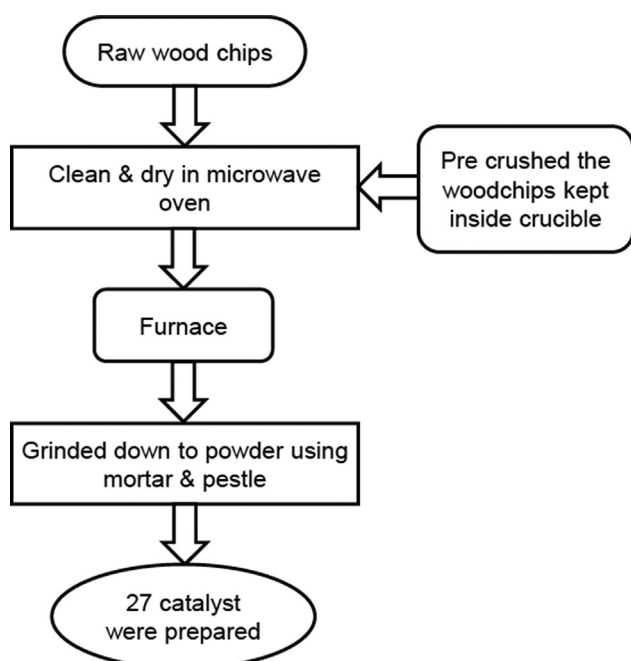 Raw wood chips
Clean & dry in microwave
oven
Pre crushed the
woodchips kept
inside crucible
Furnace
Grinded down to powder using
mortar & pestle
27 catalyst
were prepared